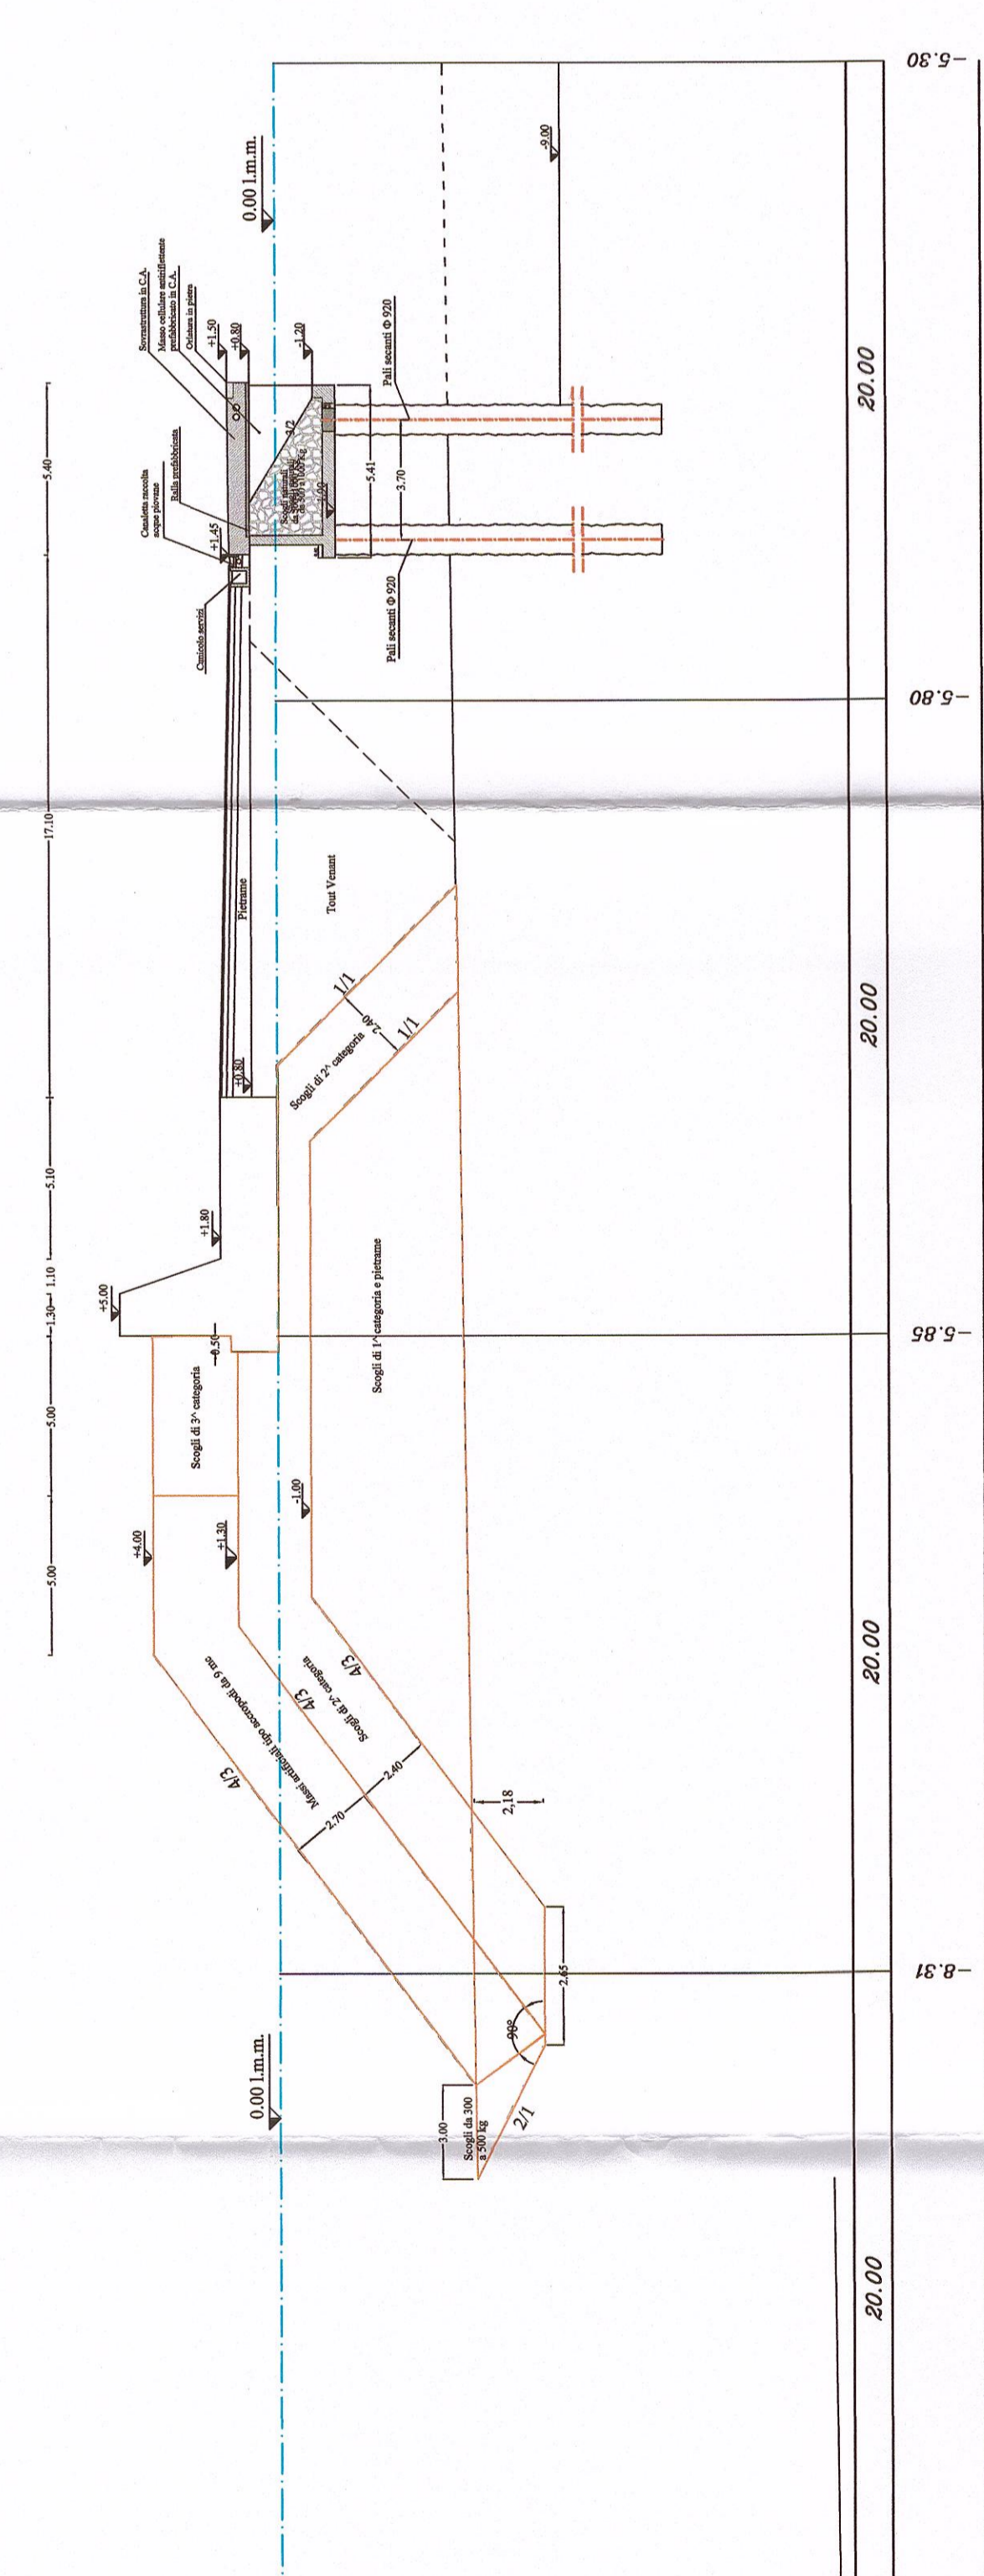 5.00
5.00
1.30
1.10
5.10
17.10
5.40
+5.00
+4.00
+1.30
Scogli di 3^ categoria
0.50
+1.80
+0.80
Pietrame
Cunicolo servizi
+1.45
Canaletta raccolta
acque piovane
Ralla prefabbricata
Sovrastruttura in C.A.
Masso cellulare antiriflettente
prefabbricato in C.A.
Orlatura in pietra
+1.50
+0.80
-1.20
0.00 l.m.m.
0.00 l.m.m.
3/2
Scogli naturali
5.41
3.70
Pali secanti Φ 920
Pali secanti Φ 920
-9.00
4/3
Massi artificiali tipo accropodi da 9 mc
4/3
Scogli di 2^ categoria
4/3
2.70
2.40
-1.00
Scogli di 1^ categoria e pietrame
Scogli di 2^ categoria
1/1
2.40
1/1
Tout Venant
2,18
2.65
90°
3.00
Scogli da 300
a 500 kg
2/1
20.00
20.00
20.00
20.00
-8.31
-5.85
-5.80
-5.30